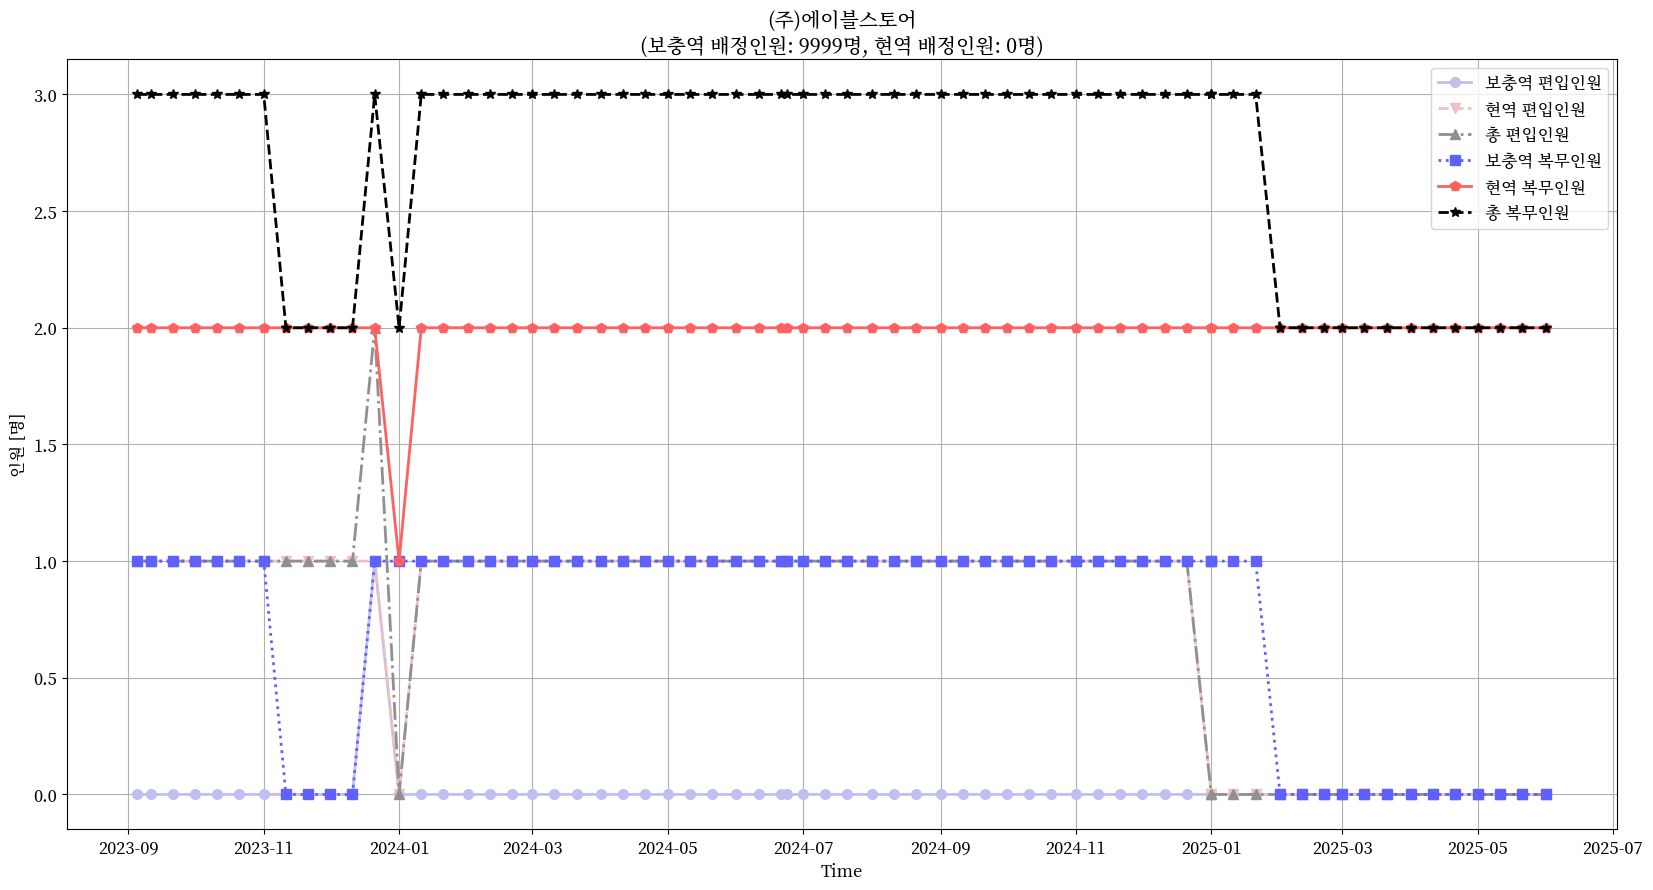 (주)에이블스토어
(보충역 배정인원: 9999명, 현역 배정인원: 0명)
보충역 편입인원
현역 편입인원
총 편입인원
보충역 복무인원
현역 복무인원
총 복무인원
3.0
2.5
2.0
1.5
1.0
0.5
0.0
인원 [명]
2023-09 2023-11 2024-01 2024-03 2024-05 2024-07 2024-09 2024-11 2025-01 2025-03 2025-05 2025-07
Time